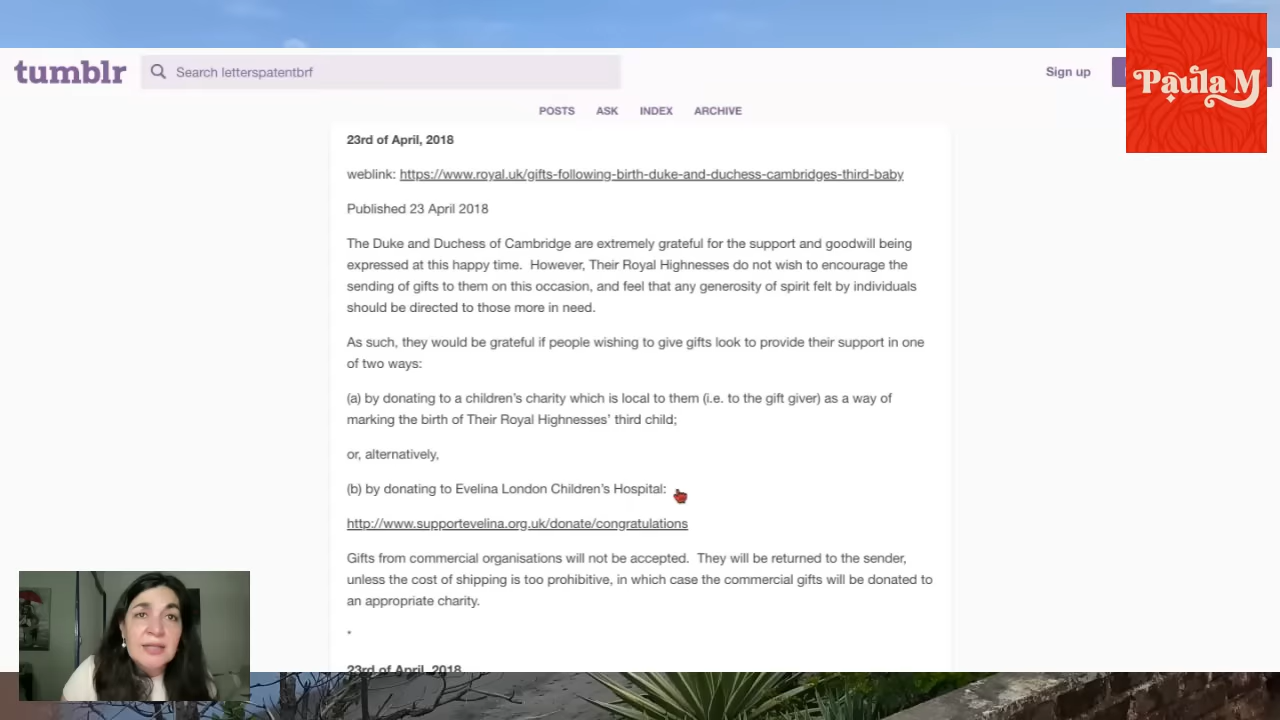 tumblr
Search letterspatentbrf
Sign up
Paula M
POSTS ASK INDEX ARCHIVE
23rd of April, 2018
weblink: https://www.royal.uk/gifts-following-birth-duke-and-duchess-cambridges-third-baby
Published 23 April 2018
The Duke and Duchess of Cambridge are extremely grateful for the support and goodwill being
expressed at this happy time.  However, Their Royal Highnesses do not wish to encourage the
sending of gifts to them on this occasion, and feel that any generosity of spirit felt by individuals
should be directed to those more in need.
As such, they would be grateful if people wishing to give gifts look to provide their support in one
of two ways:
(a) by donating to a children’s charity which is local to them (i.e. to the gift giver) as a way of
marking the birth of Their Royal Highnesses’ third child;
or, alternatively,
(b) by donating to Evelina London Children’s Hospital:
http://www.supportevelina.org.uk/donate/congratulations
Gifts from commercial organisations will not be accepted.  They will be returned to the sender,
unless the cost of shipping is too prohibitive, in which case the commercial gifts will be donated to
an appropriate charity.
*
23rd of April, 2018